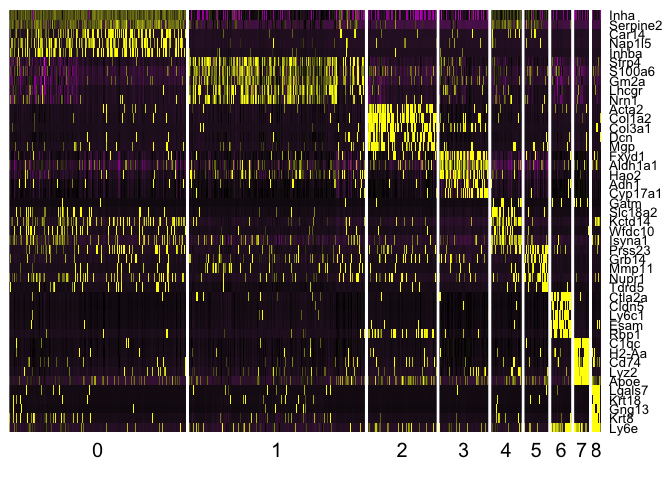 Inha
Serpine2
Car14
Nap1l5
Inhba
Sfrp4
S100a6
Gm2a
Lhcgr
Nrn1
Acta2
Col1a2
Col3a1
Dcn
Mgp
Fxyd1
Aldh1a1
Hao2
Adh1
Cyp17a1
Gatm
Slc18a2
Kctd14
Wfdc10
Isyna1
Prss23
Grb14
Mmp11
Nupr1
Tdrd5
Ctla2a
Cldn5
Ly6c1
Esam
Rbp1
C1qc
H2-Aa
Cd74
Lyz2
Apoe
Lgals7
Krt18
Gng13
Krt8
Ly6e
0 1 2 3 4 5 6 7 8